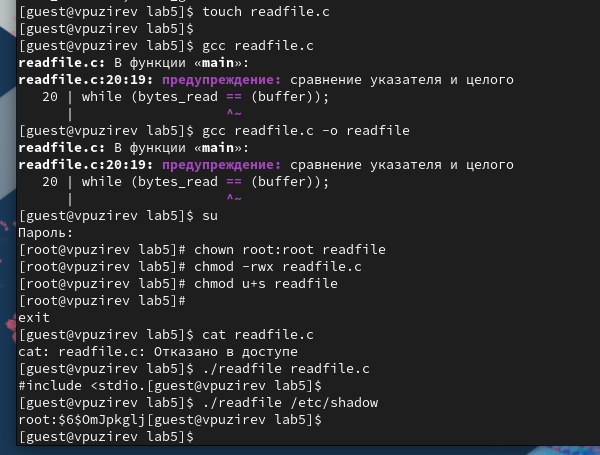 [guest@vpuzirev lab5]$ touch readfile.c
[guest@vpuzirev lab5]$
[guest@vpuzirev lab5]$ gcc readfile.c
readfile.c: В функции «main»:
readfile.c:20:19: предупреждение: сравнение указателя и целого
   20 | while (bytes_read == (buffer));
      |                   ^~
[guest@vpuzirev lab5]$ gcc readfile.c -o readfile
readfile.c: В функции «main»:
readfile.c:20:19: предупреждение: сравнение указателя и целого
   20 | while (bytes_read == (buffer));
      |                   ^~
[guest@vpuzirev lab5]$ su
Пароль:
[root@vpuzirev lab5]# chown root:root readfile
[root@vpuzirev lab5]# chmod -rwx readfile.c
[root@vpuzirev lab5]# chmod u+s readfile
[root@vpuzirev lab5]#
exit
[guest@vpuzirev lab5]$ cat readfile.c
cat: readfile.c: Отказано в доступе
[guest@vpuzirev lab5]$ ./readfile readfile.c
#include <stdio.[guest@vpuzirev lab5]$
[guest@vpuzirev lab5]$ ./readfile /etc/shadow
root:$6$OmJpkglj[guest@vpuzirev lab5]$
[guest@vpuzirev lab5]$